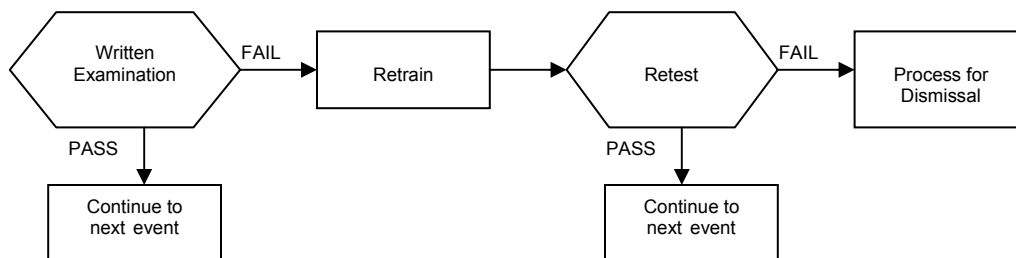 Written
Examination
FAIL
Retrain
Retest
FAIL
Process for
Dismissal
PASS
PASS
Continue to
next event
Continue to
next event